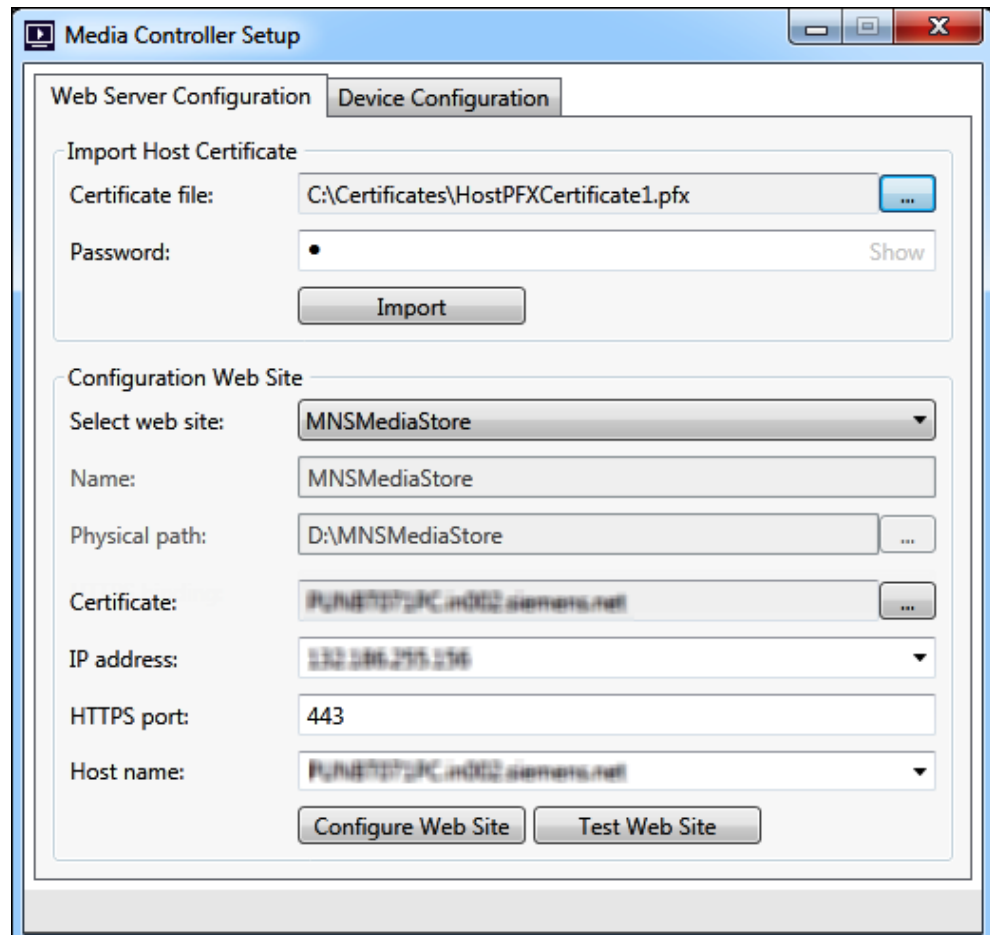 Media Controller Setup
Web Server Configuration Device Configuration
Import Host Certificate
Certificate file: C:\Certificates\HostPFXCertificate1.pfx ...
Password: • Show
Import
Configuration Web Site
Select web site: MNSMediaStore
Name: MNSMediaStore
Physical path: D:\MNSMediaStore ...
Certificate: ...
IP address:
HTTPS port: 443
Host name:
Configure Web Site Test Web Site